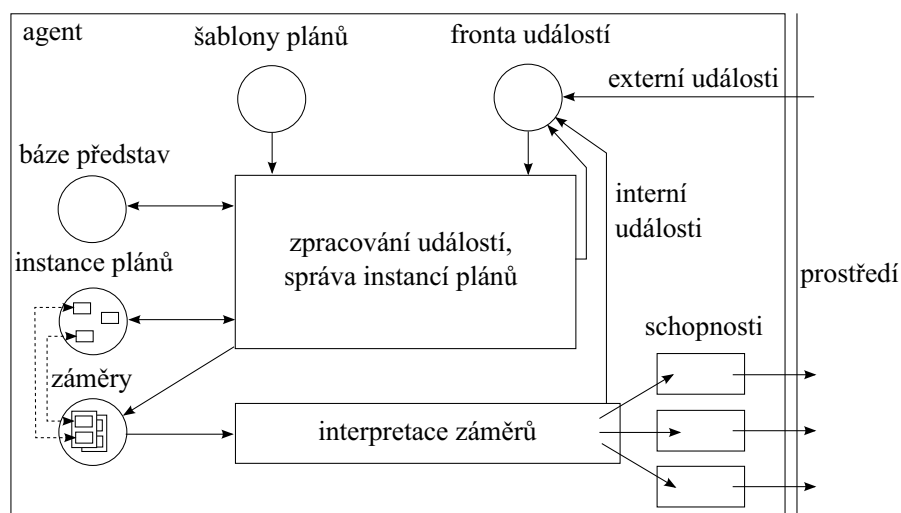 agent
šablony plánů
fronta událostí
externí události
báze představ
interní
události
zpracování událostí,
správa instancí plánů
instance plánů
prostředí
schopnosti
záměry
interpretace záměrů